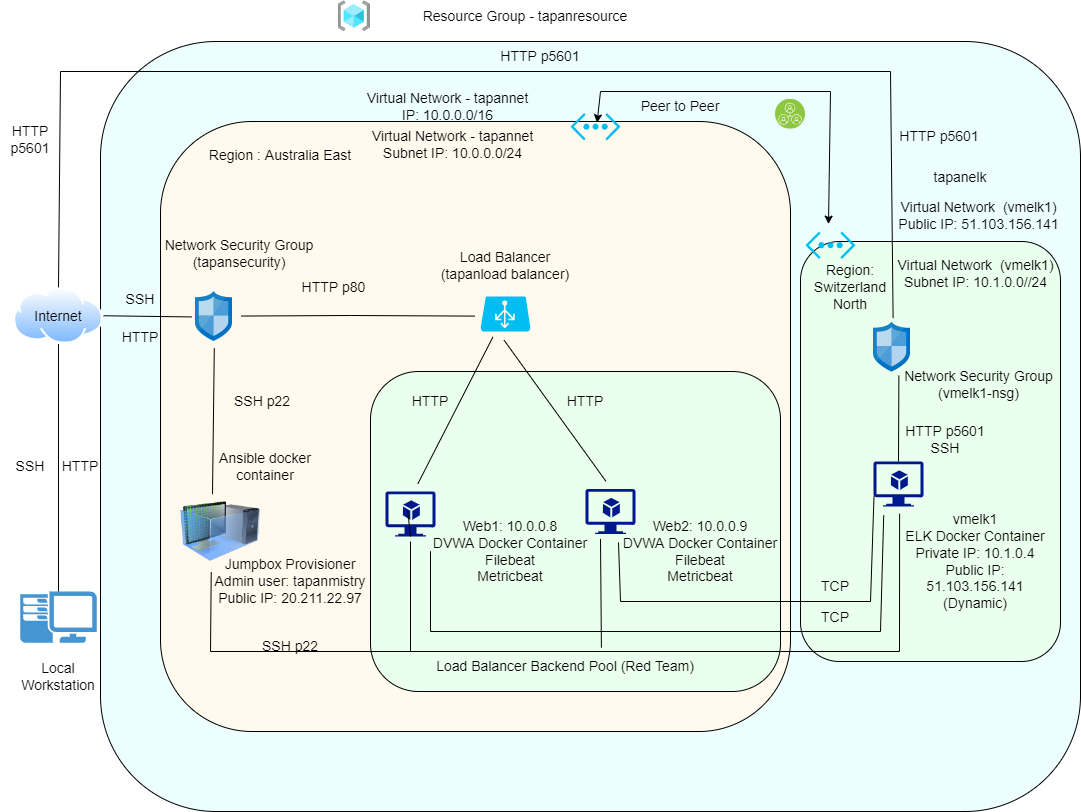 Resource Group - tapanresource
HTTP p5601
Virtual Network - tapannet
IP: 10.0.0.0/16
Peer to Peer
HTTP
p5601
Virtual Network - tapannet
Subnet IP: 10.0.0.0/24
Region : Australia East
HTTP p5601
tapanelk
Virtual Network  (vmelk1)
Public IP: 51.103.156.141
Network Security Group
(tapansecurity)
Load Balancer
(tapanload balancer)
Region:
Switzerland
North
Virtual Network  (vmelk1)
Subnet IP: 10.1.0.0//24
SSH
HTTP p80
Internet
HTTP
Network Security Group
(vmelk1-nsg)
SSH p22
HTTP
HTTP
HTTP p5601
SSH
SSH
HTTP
Ansible docker
container
Web1: 10.0.0.8
DVWA Docker Container
Filebeat
Metricbeat
Web2: 10.0.0.9
DVWA Docker Container
Filebeat
Metricbeat
vmelk1
ELK Docker Container
Private IP: 10.1.0.4
Public IP:
51.103.156.141
(Dynamic)
Jumpbox Provisioner
Admin user: tapanmistry
Public IP: 20.211.22.97
TCP
TCP
SSH p22
Load Balancer Backend Pool (Red Team)
Local
Workstation